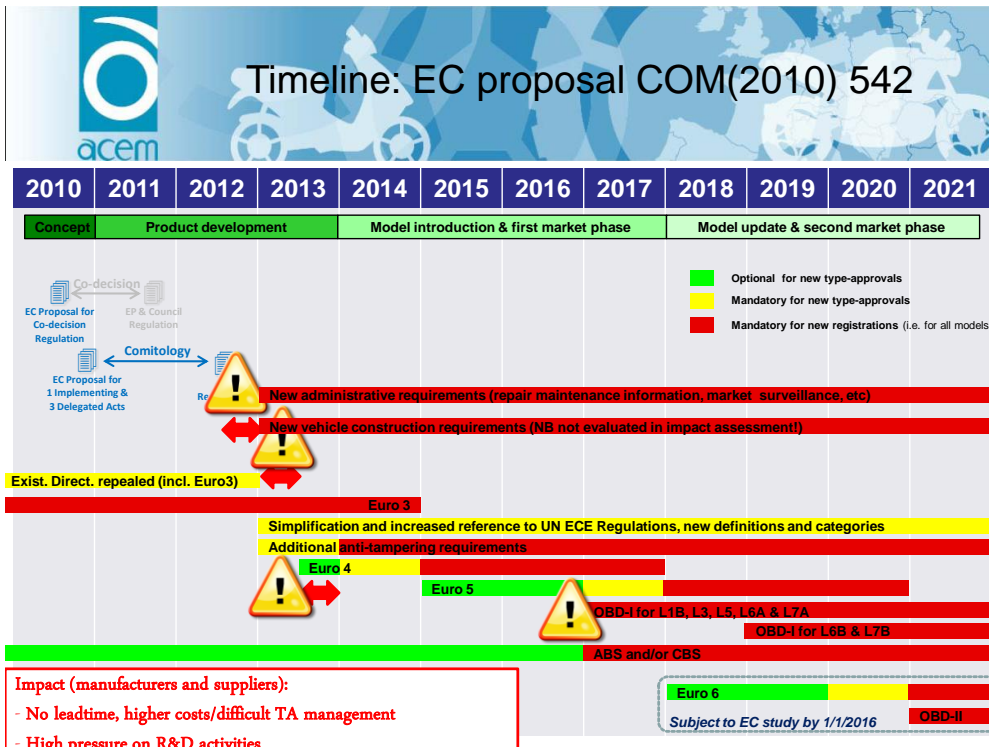 acem
Timeline: EC proposal COM(2010) 542
2010 2011 2012 2013 2014 2015 2016 2017 2018 2019 2020 2021
Concept Product development Model introduction & first market phase Model update & second market phase
Co-decision
EC Proposal for
Co-decision
Regulation
EP & Council
Regulation
Optional for new type-approvals
Mandatory for new type-approvals
Mandatory for new registrations (i.e. for all models
Comitology
EC Proposal for
1 Implementing &
3 Delegated Acts
New administrative requirements (repair maintenance information, market surveillance, etc)
New vehicle construction requirements (NB not evaluated in impact assessment!)
Exist. Direct. repealed (incl. Euro3)
Euro 3
Simplification and increased reference to UN ECE Regulations, new definitions and categories
Additional anti-tampering requirements
Euro 4
Euro 5
OBD-I for L1B, L3, L5, L6A & L7A
OBD-I for L6B & L7B
ABS and/or CBS
Impact (manufacturers and suppliers):
- No leadtime, higher costs/difficult TA management
- High pressure on R&D activities
Euro 6
Subject to EC study by 1/1/2016
OBD-II